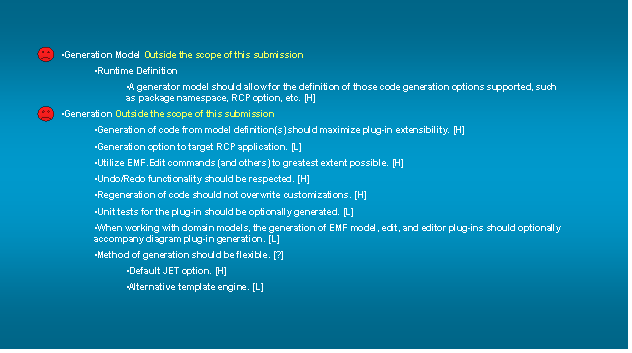 •Generation Model Outside the scope of this submission
•Runtime Definition
•A generator model should allow for the definition of those code generation options supported, such
as package namespace, RCP option, etc. [H]
•Generation Outside the scope of this submission
•Generation of code from model definition(s) should maximize plug-in extensibility. [H]
•Generation option to target RCP application. [L]
•Utilize EMF.Edit commands (and others) to greatest extent possible. [H]
•Undo/Redo functionality should be respected. [H]
•Regeneration of code should not overwrite customizations. [H]
•Unit tests for the plug-in should be optionally generated. [L]
•When working with domain models, the generation of EMF model, edit, and editor plug-ins should optionally
accompany diagram plug-in generation. [L]
•Method of generation should be flexible. [?]
•Default JET option. [H]
•Alternative template engine. [L]